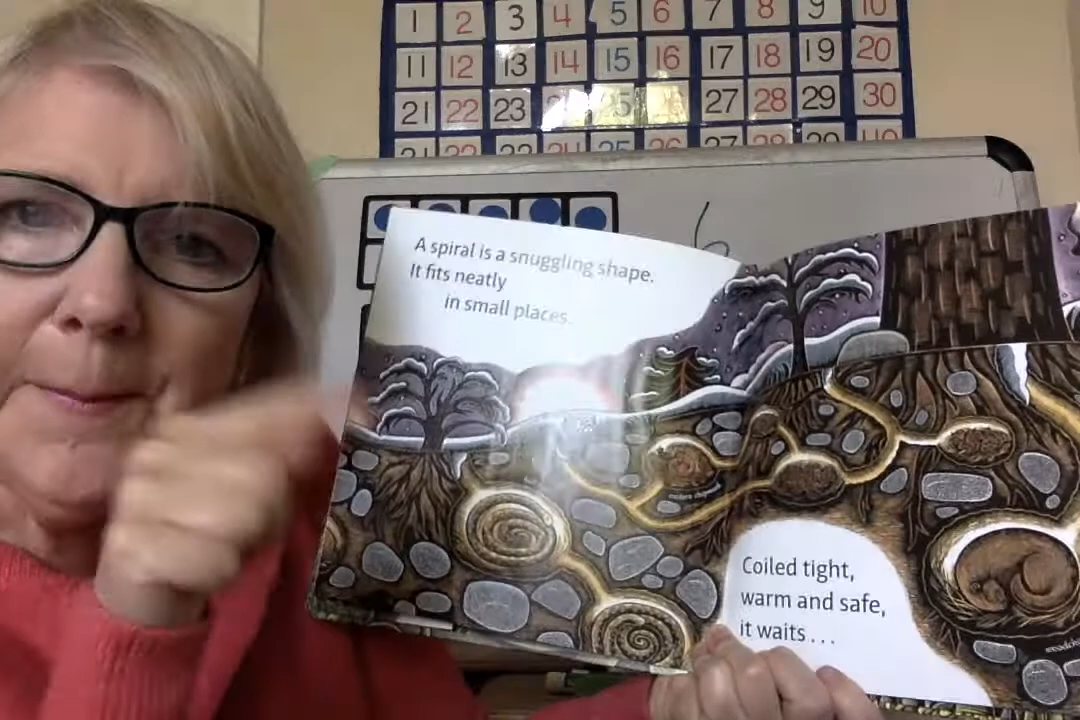 1 2 3 4 5 6 7 8 9 10
11 12 13 14 15 16 17 18 19 20
21 22 23 25 27 28 29 30
A spiral is a snuggling shape.
It fits neatly
in small places.
Coiled tight,
warm and safe,
it waits...